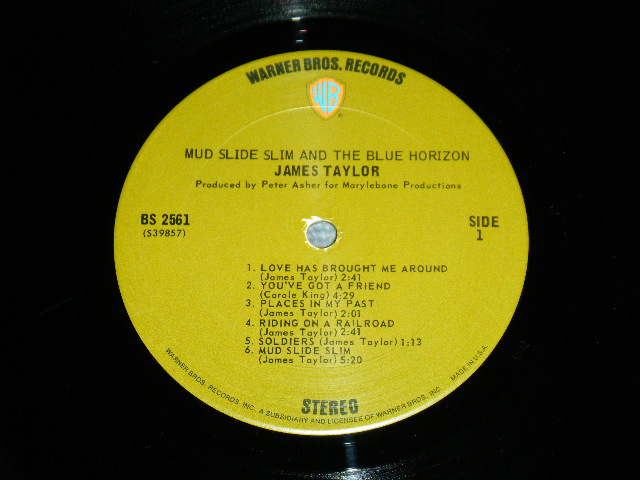 WARNER BROS. RECORDS
WB
®
MUD SLIDE SLIM AND THE BLUE HORIZON
JAMES TAYLOR
Produced by Peter Asher for Marylebone Productions
BS 2561
(S39857)
SIDE
1
1. LOVE HAS BROUGHT ME AROUND
(James Taylor) 2:41
2. YOU'VE GOT A FRIEND
(Carole King) 4:29
3. PLACES IN MY PAST
(James Taylor) 2:01
4. RIDING ON A RAILROAD
(James Taylor) 2:41
5. SOLDIERS (James Taylor) 1:13
6. MUD SLIDE SLIM
(James Taylor) 5:20
STEREO
WARNER BROS. RECORDS, INC. A SUBSIDIARY AND LICENSEE OF WARNER BROS., INC. MADE IN U.S.A.